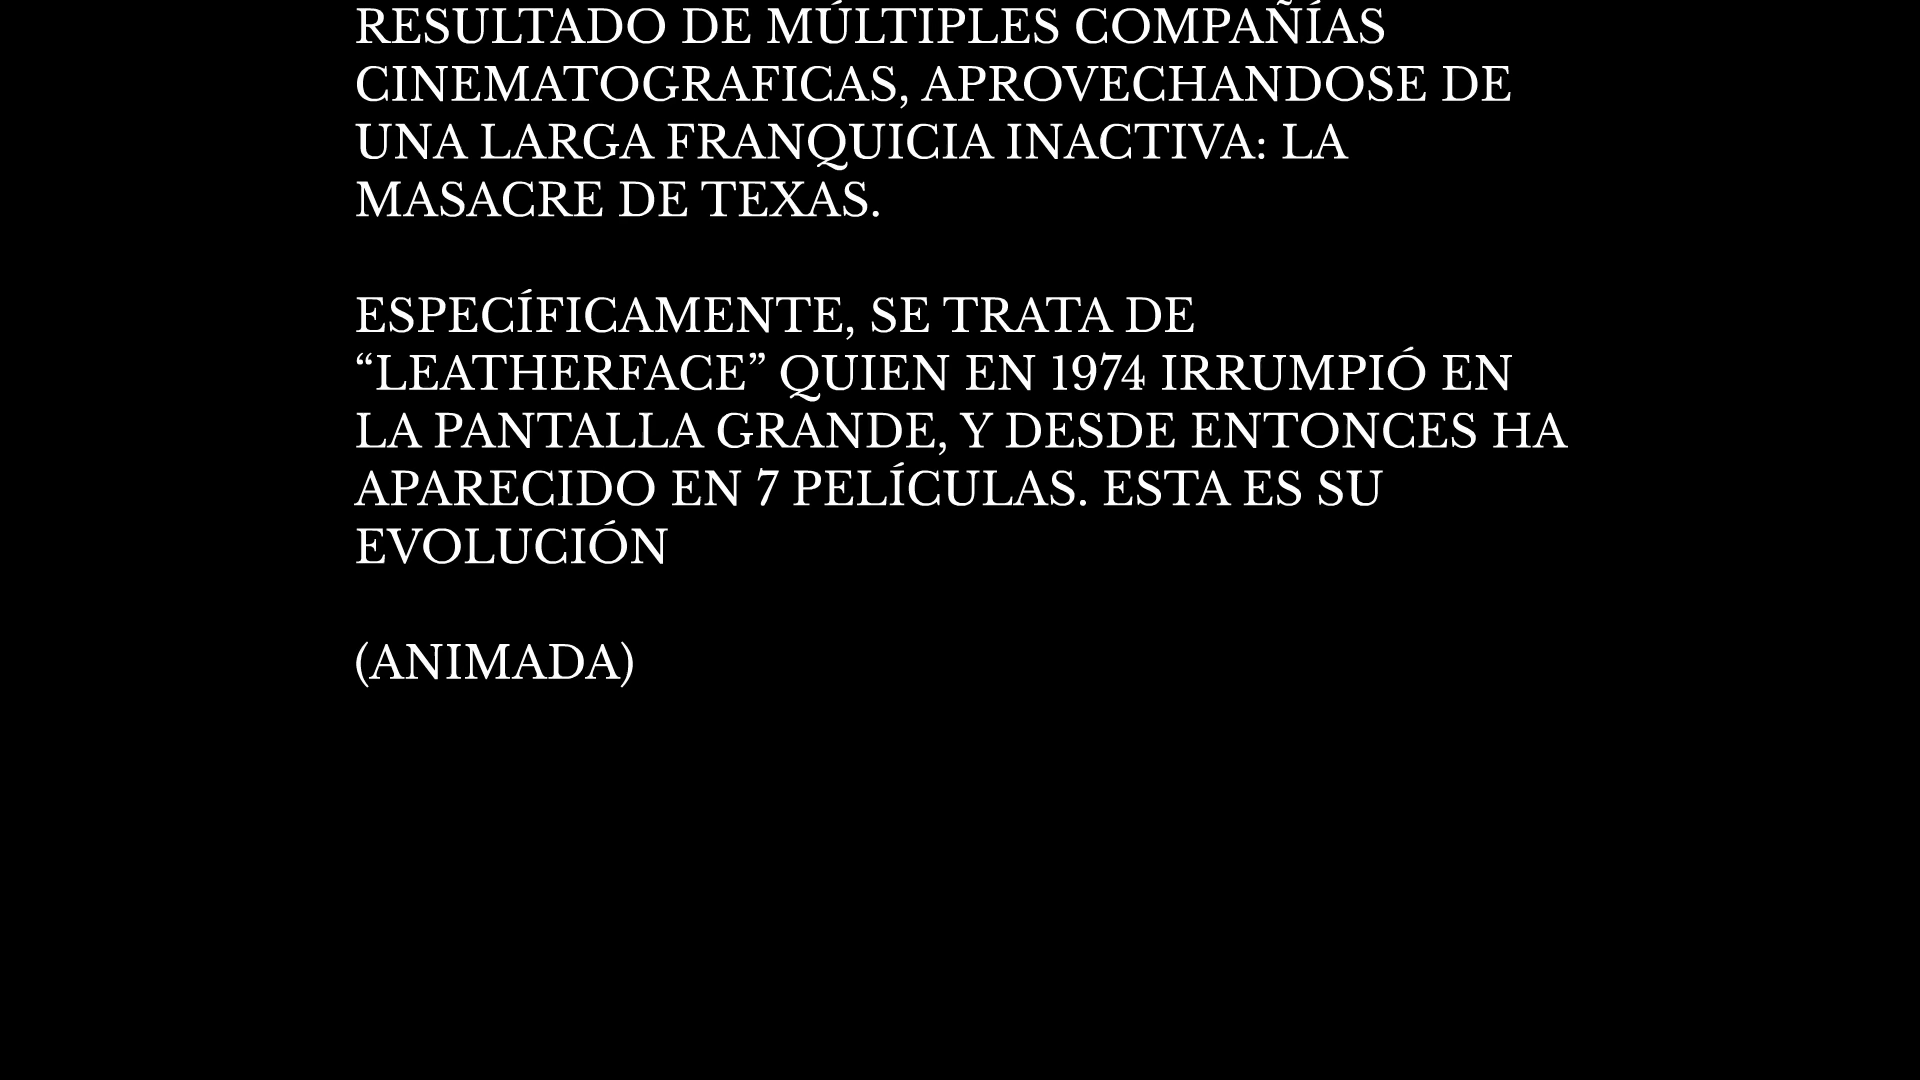 RESULTADO DE MÚLTIPLES COMPAÑÍAS
CINEMATOGRAFICAS, APROVECHANDOSE DE
UNA LARGA FRANQUICIA INACTIVA: LA
MASACRE DE TEXAS.
ESPECÍFICAMENTE, SE TRATA DE
“LEATHERFACE” QUIEN EN 1974 IRRUMPIÓ EN
LA PANTALLA GRANDE, Y DESDE ENTONCES HA
APARECIDO EN 7 PELÍCULAS. ESTA ES SU
EVOLUCIÓN
(ANIMADA)